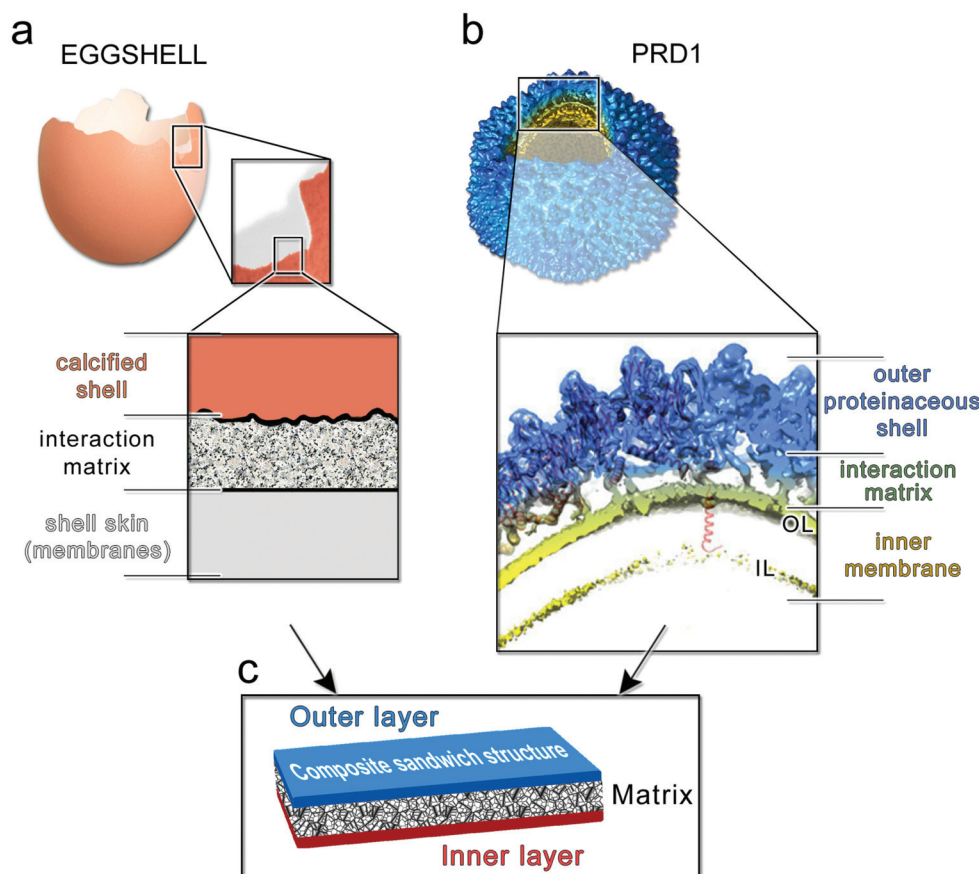 a
EGGSHELL
calcified
shell
interaction
matrix
shell skin
(membranes)
b
PRD1
outer
proteinaceous
shell
interaction
matrix
OL
inner
membrane
IL
c
Outer layer
Composite sandwich structure
Matrix
Inner layer